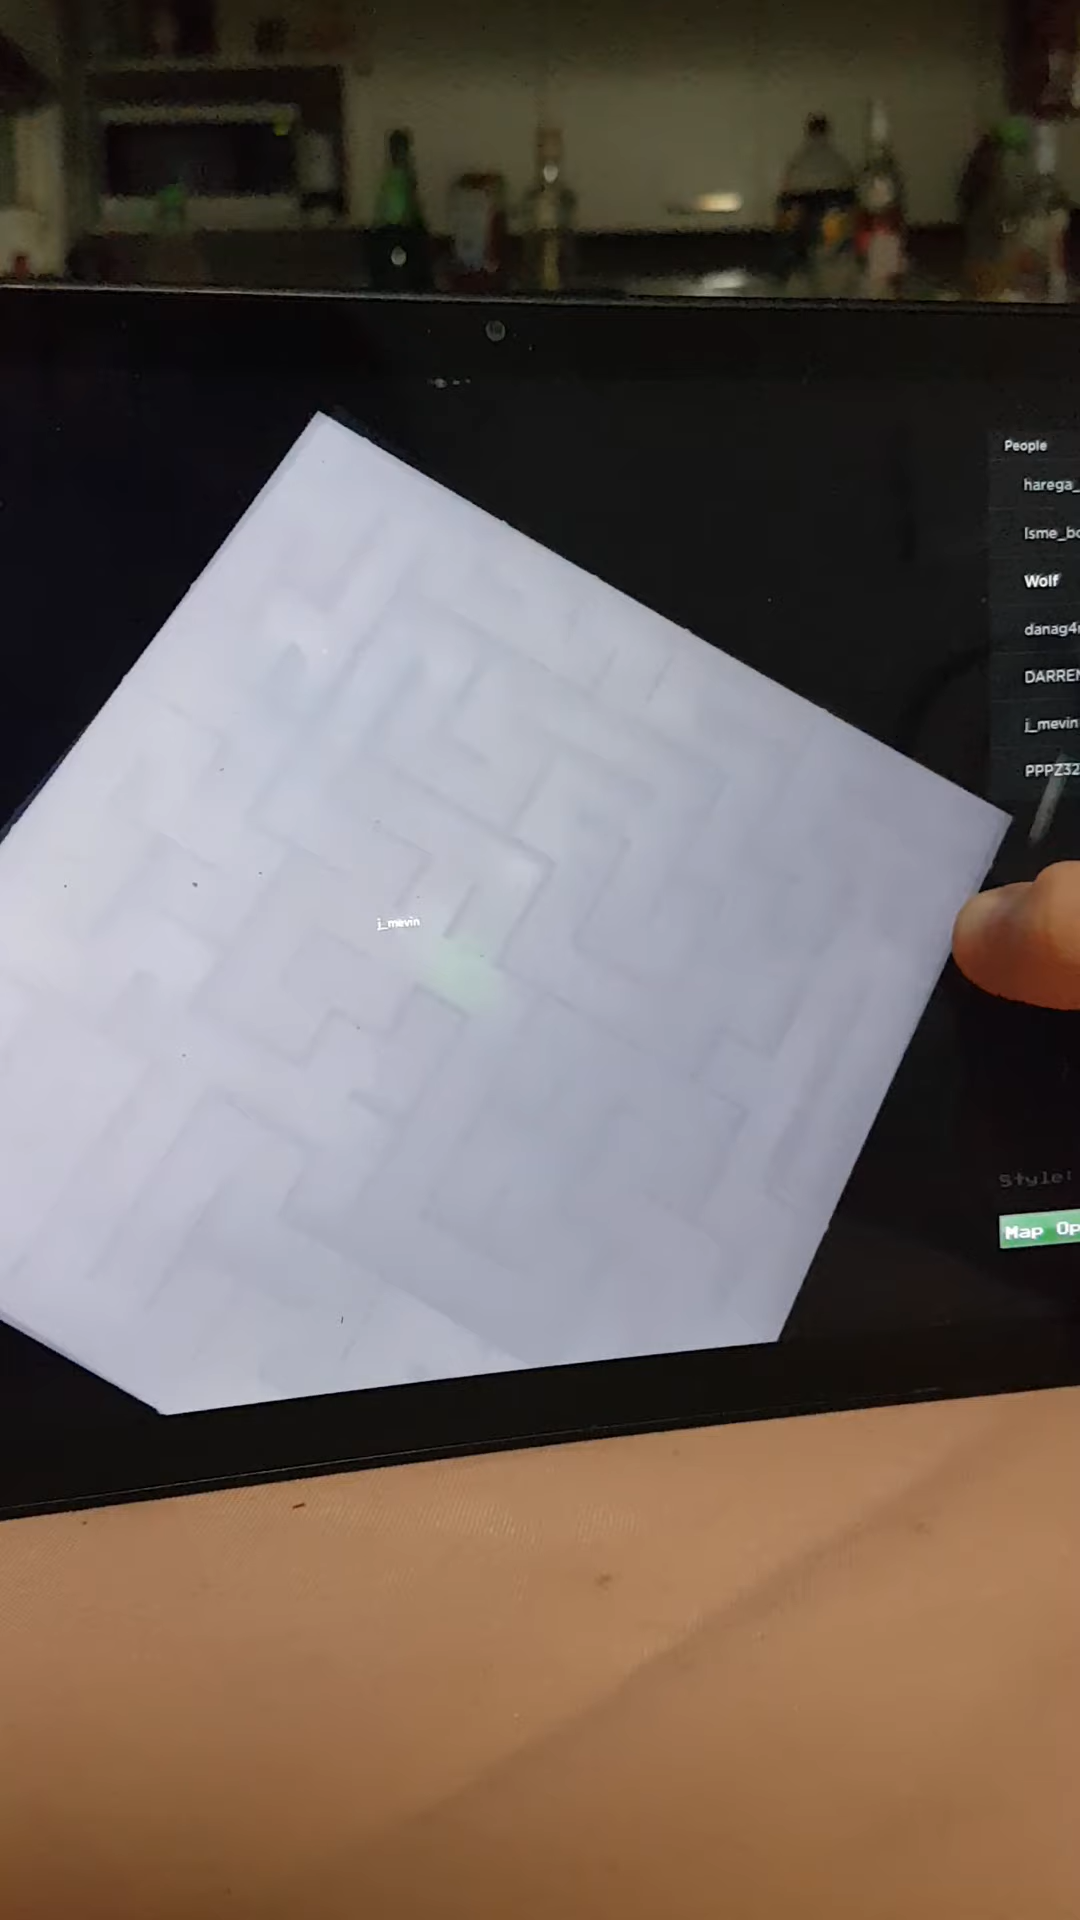 People
harega_
Isme_bo
Wolf
danag4
DARREN
j_mevin
PPPZ32
j_mevin
Style:
Map Op